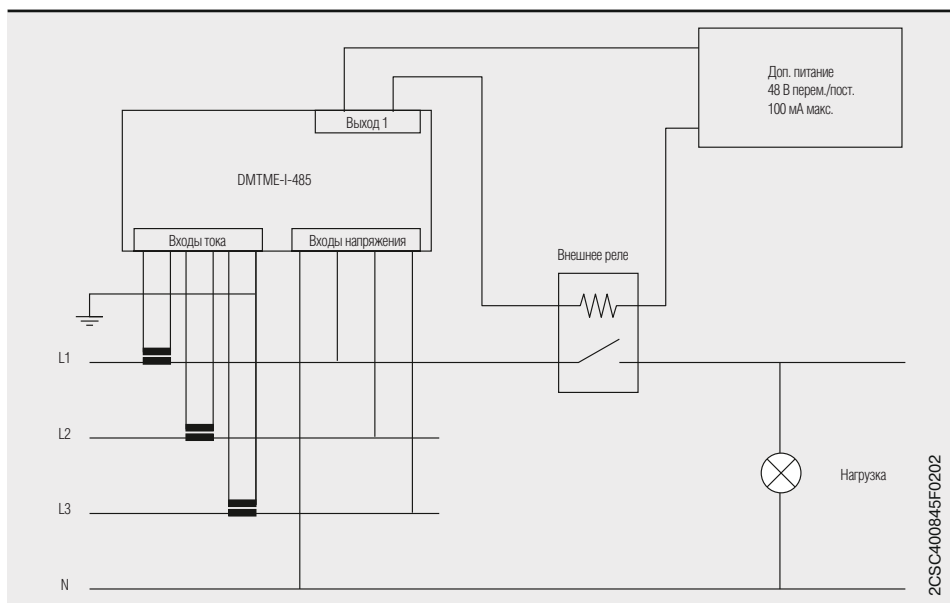 Доп. питание
48 В перем./пост.
100 мА макс.
Выход 1
DMTME-I-485
Входы тока
Входы напряжения
Внешнее реле
L1
L2
Нагрузка
L3
N
2CSC400845F0202